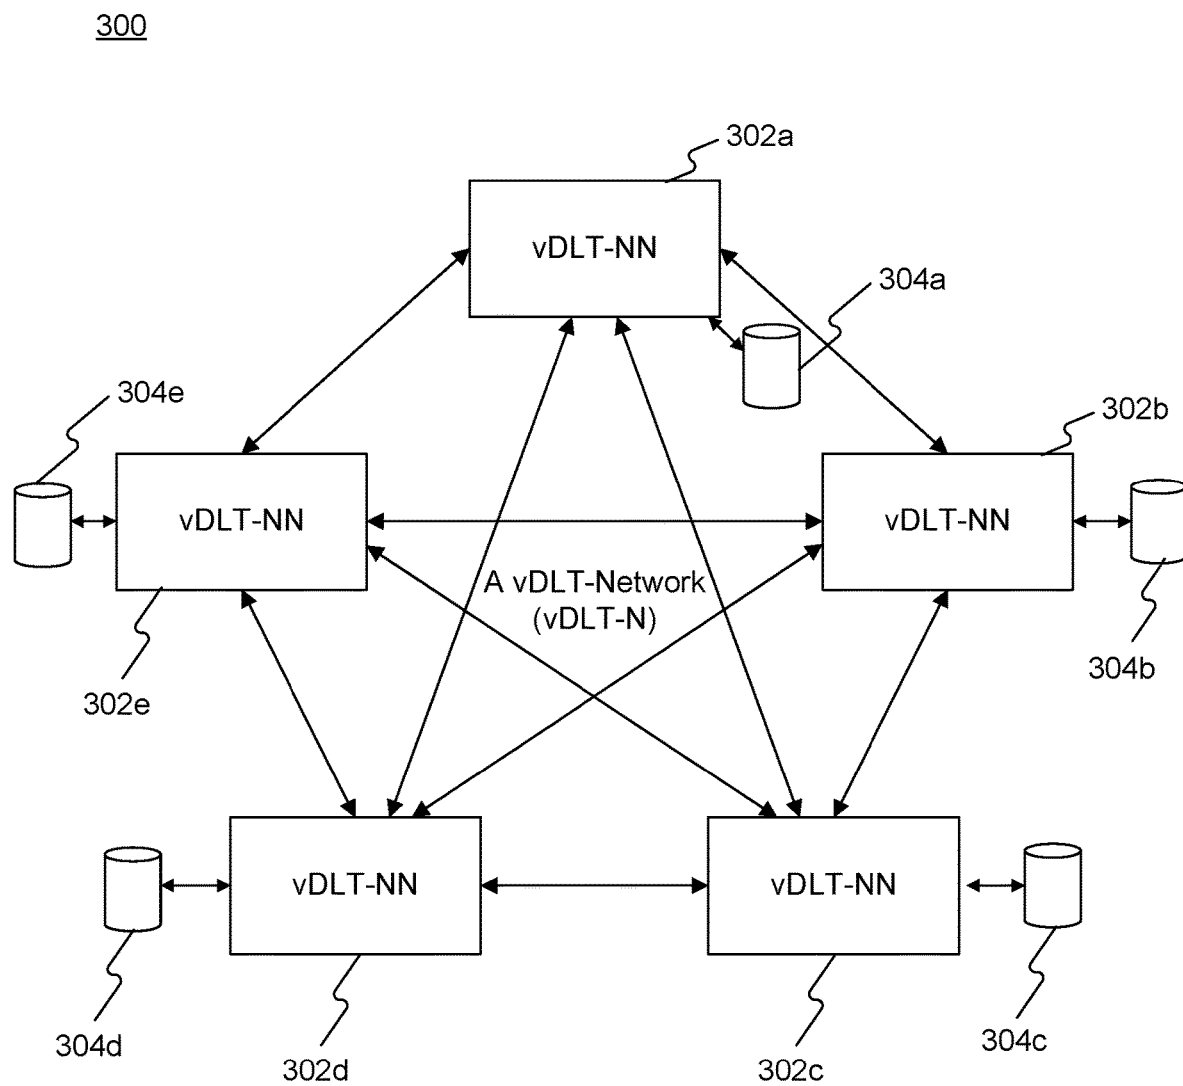 300
302a
vDLT-NN
304a
304e
302b
vDLT-NN
vDLT-NN
A vDLT-Network
(vDLT-N)
304b
302e
vDLT-NN
vDLT-NN
304d
302d
302c
304c